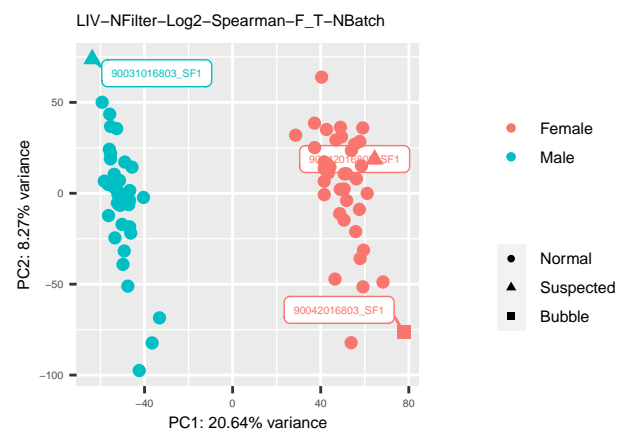 LIV−NFilter−Log2−Spearman−F_T−NBatch
90031016803_SF1
50
0
−50
−100
−40
0
40
80
PC2: 8.27% variance
PC1: 20.64% variance
90042016803_SF1
Female
Male
Normal
Suspected
Bubble